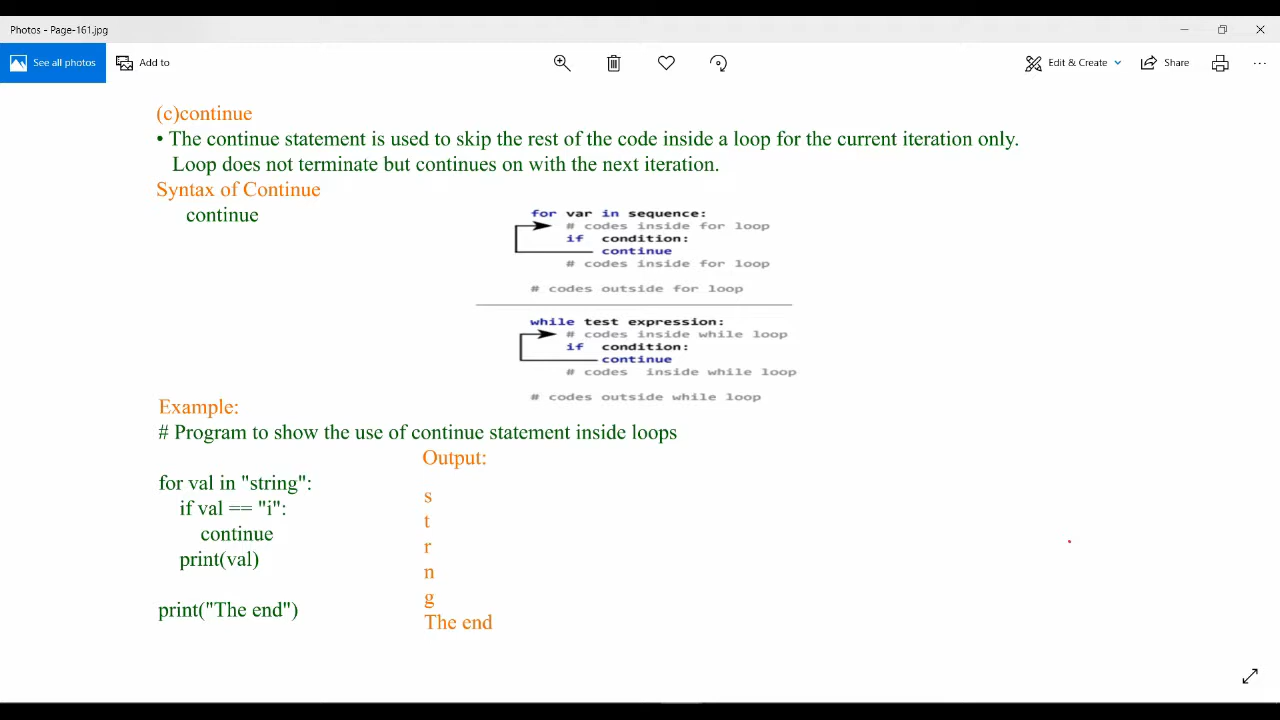 Photos - Page-161.jpg
See all photos
Add to
Edit & Create
Share
(c)continue
• The continue statement is used to skip the rest of the code inside a loop for the current iteration only.
Loop does not terminate but continues on with the next iteration.
Syntax of Continue
continue
for var in sequence:
# codes inside for loop
if condition:
continue
# codes inside for loop
# codes outside for loop
while test expression:
# codes inside while loop
if condition:
continue
# codes inside while loop
# codes outside while loop
Example:
# Program to show the use of continue statement inside loops
for val in "string":
if val == "i":
continue
print(val)
print("The end")
Output:
s
t
r
n
g
The end